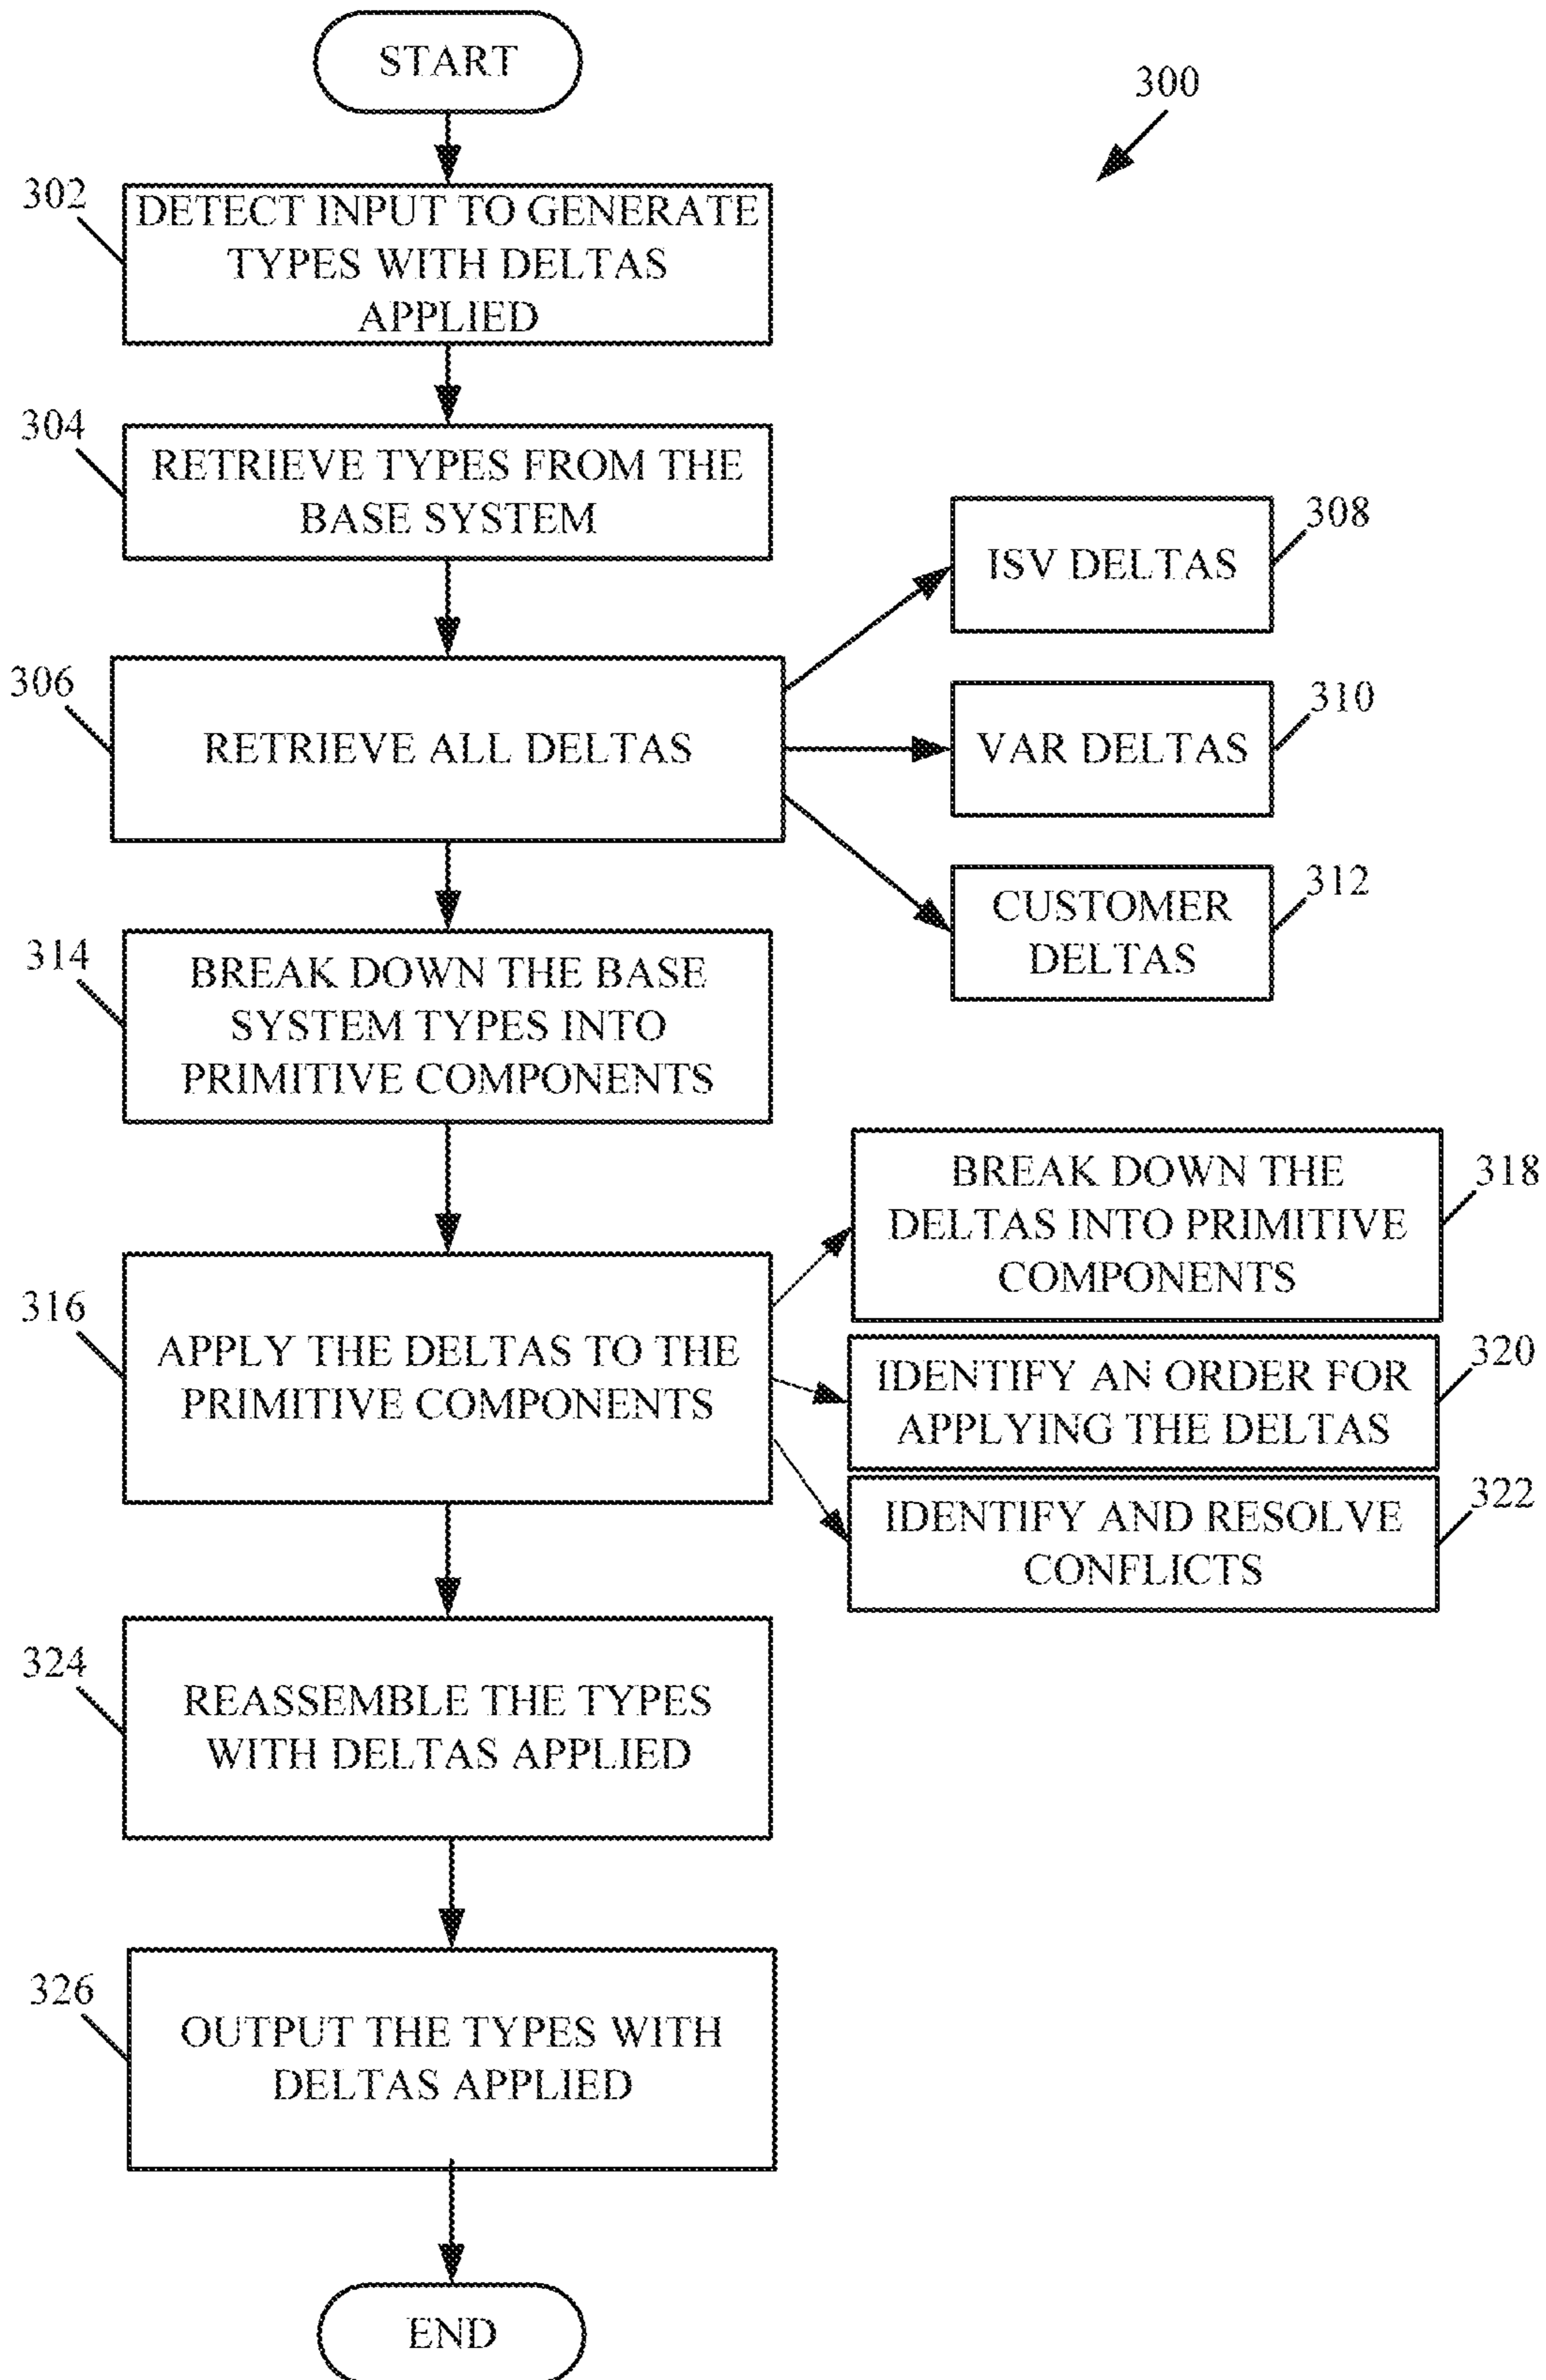 START
300
302
DETECT INPUT TO GENERATE
TYPES WITH DELTAS
APPLIED
304
RETRIEVE TYPES FROM THE
BASE SYSTEM
306
RETRIEVE ALL DELTAS
ISV DELTAS
308
VAR DELTAS
310
CUSTOMER
DELTAS
312
314
BREAK DOWN THE BASE
SYSTEM TYPES INTO
PRIMITIVE COMPONENTS
316
APPLY THE DELTAS TO THE
PRIMITIVE COMPONENTS
BREAK DOWN THE
DELTAS INTO PRIMITIVE
COMPONENTS
318
IDENTIFY AN ORDER FOR
APPLYING THE DELTAS
320
IDENTIFY AND RESOLVE
CONFLICTS
322
324
REASSEMBLE THE TYPES
WITH DELTAS APPLIED
326
OUTPUT THE TYPES WITH
DELTAS APPLIED
END